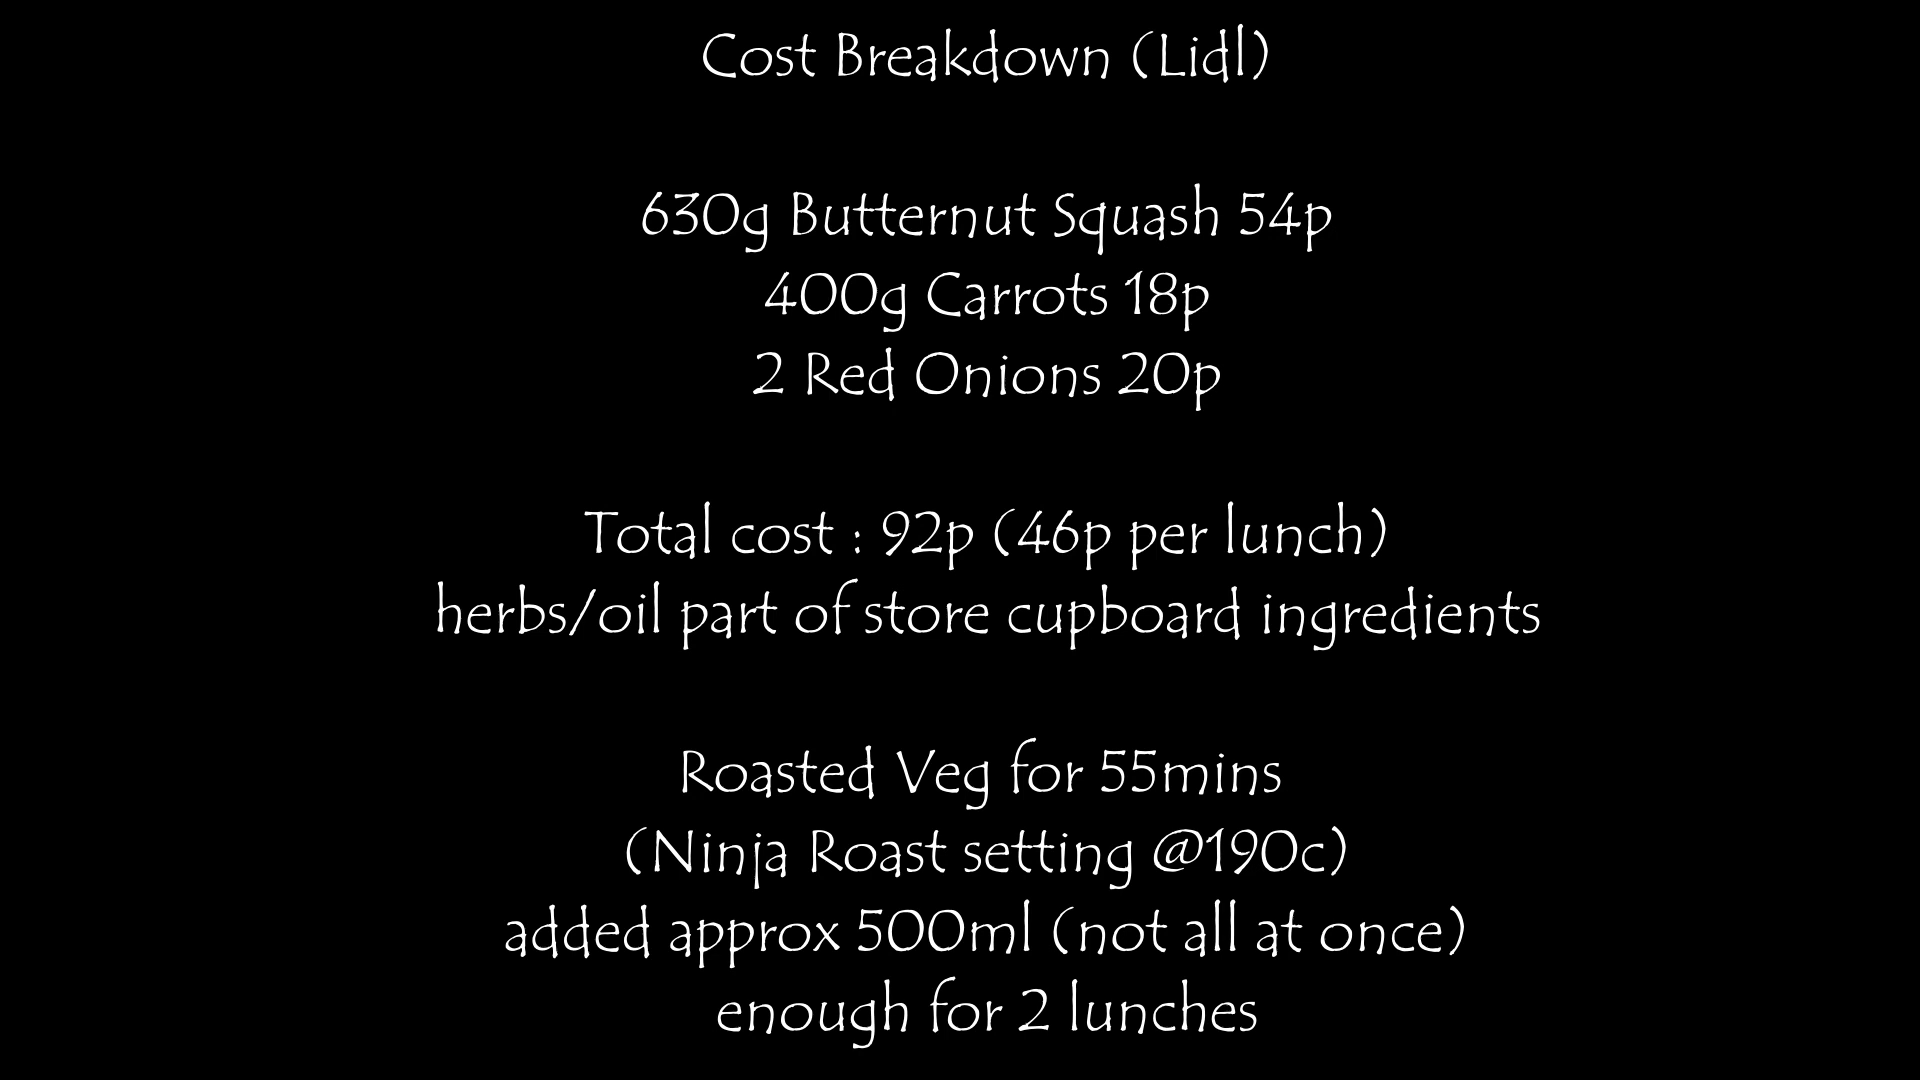 Cost Breakdown (Lidl)
630g Butternut Squash 54p
400g Carrots 18p
2 Red Onions 20p
Total cost : 92p (46p per lunch)
herbs/oil part of store cupboard ingredients
Roasted Veg for 55mins
(Ninja Roast setting @190c)
added approx 500ml (not all at once)
enough for 2 lunches